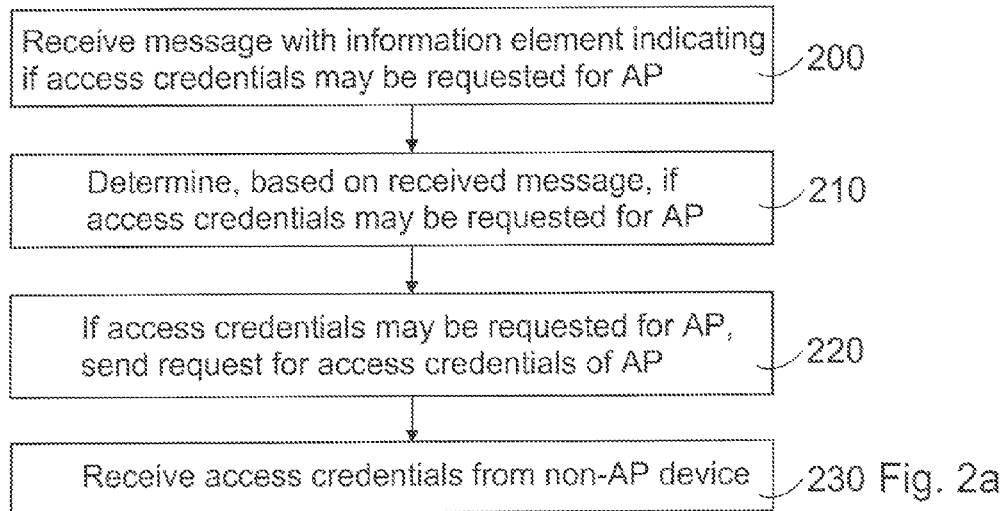 Receive message with information element indicating
if access credentials may be requested for AP
200
Determine, based on received message, if
access credentials may be requested for AP
210
If access credentials may be requested for AP,
send request for access credentials of AP
220
Receive access credentials from non-AP device
230 Fig. 2a